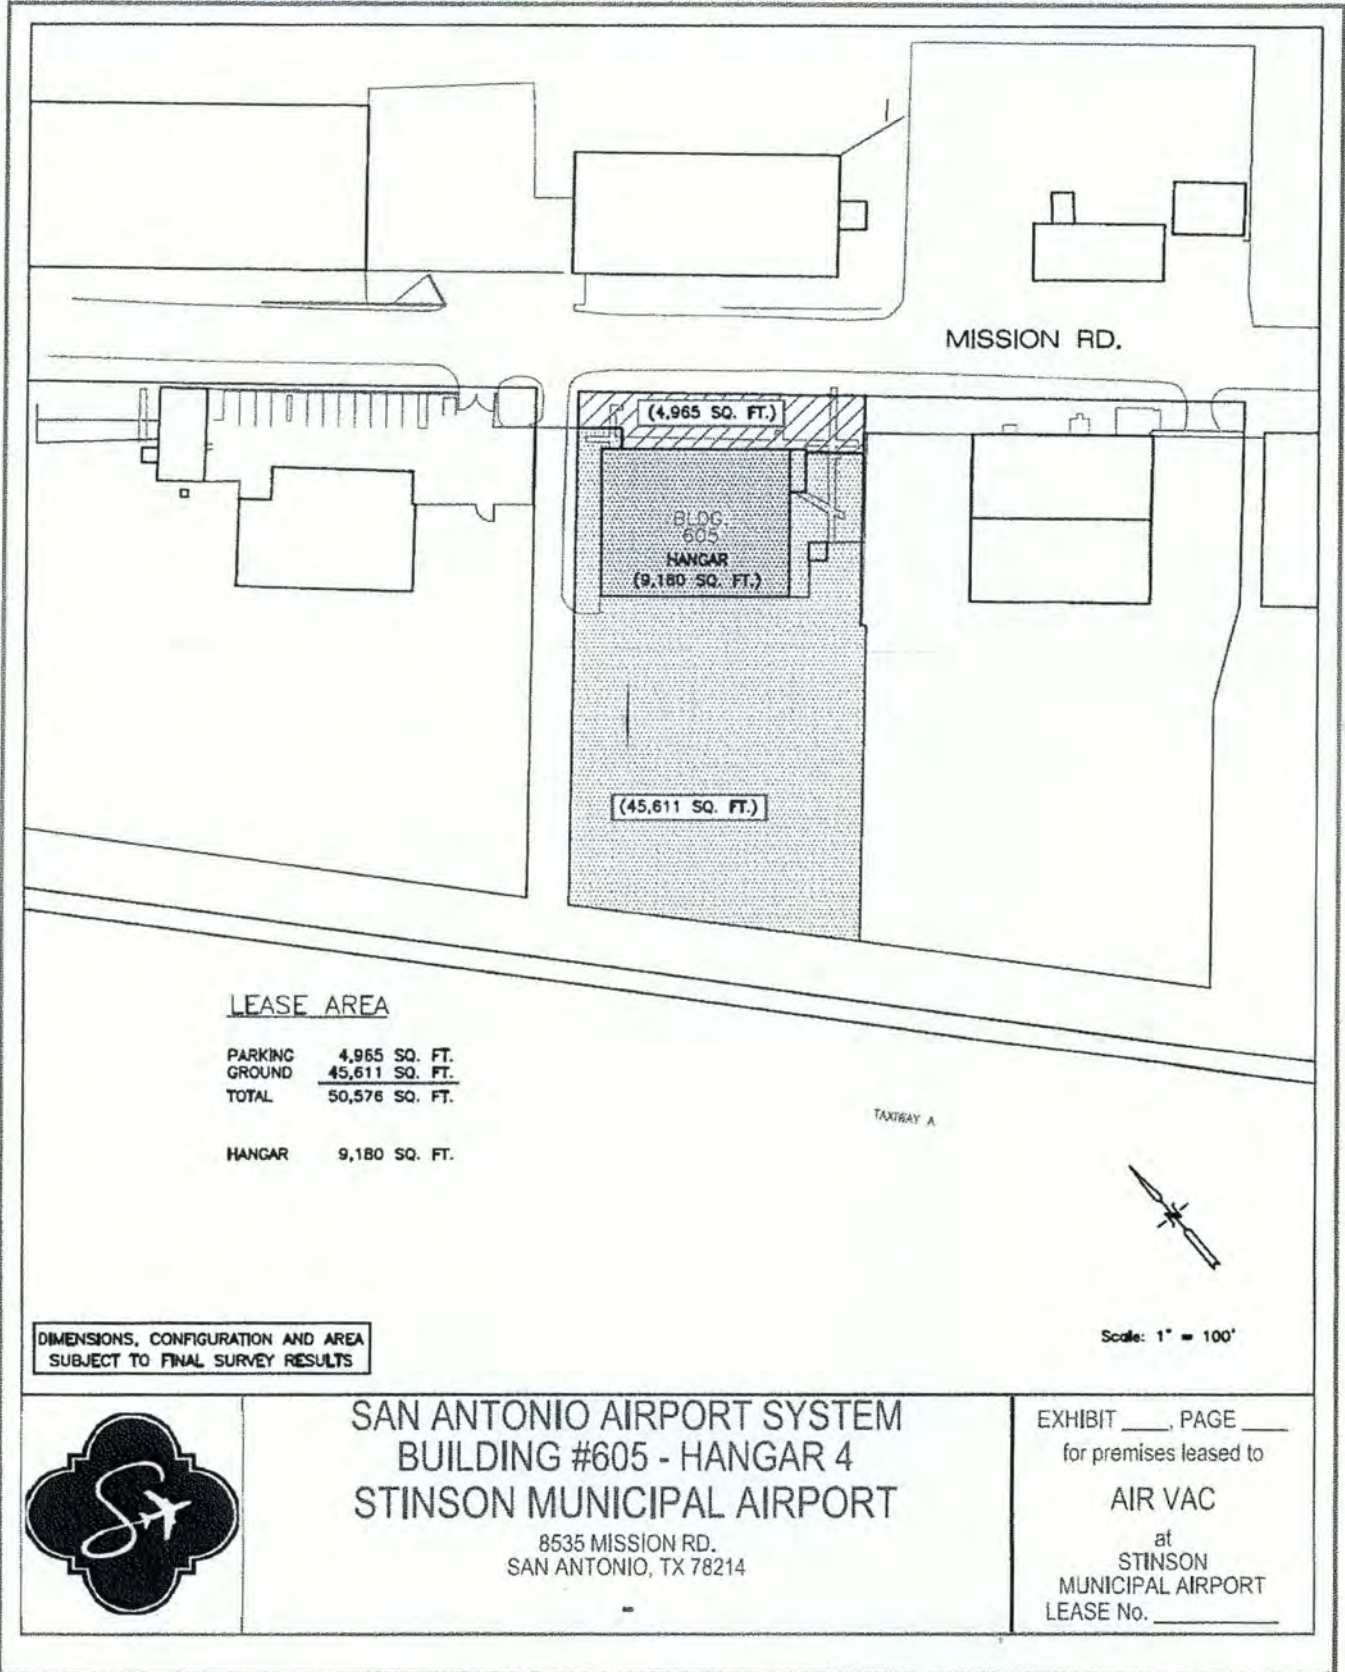 MISSION RD.
(4,965 SQ. FT.)
BLDG.
605
HANGAR
(9,180 SQ. FT.)
(45,611 SQ. FT.)
LEASE AREA
PARKING 4,965 SQ. FT.
GROUND 45,611 SQ. FT.
TOTAL 50,576 SQ. FT.
HANGAR 9,180 SQ. FT.
TAXIWAY A
DIMENSIONS, CONFIGURATION AND AREA
SUBJECT TO FINAL SURVEY RESULTS
Scale: 1" = 100'
SAN ANTONIO AIRPORT SYSTEM
BUILDING #605 - HANGAR 4
STINSON MUNICIPAL AIRPORT
8535 MISSION RD.
SAN ANTONIO, TX 78214
EXHIBIT ____, PAGE ____
for premises leased to
AIR VAC
at
STINSON
MUNICIPAL AIRPORT
LEASE No. ___________